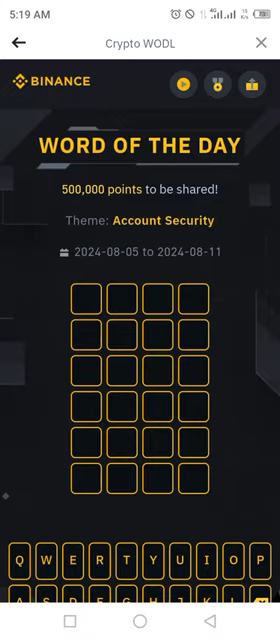 5:19 AM
4G
Crypto WODL
BINANCE
WORD OF THE DAY
500,000 points to be shared!
Theme: Account Security
2024-08-05 to 2024-08-11
Q W E R T Y U I O P
A S D F G H J K L